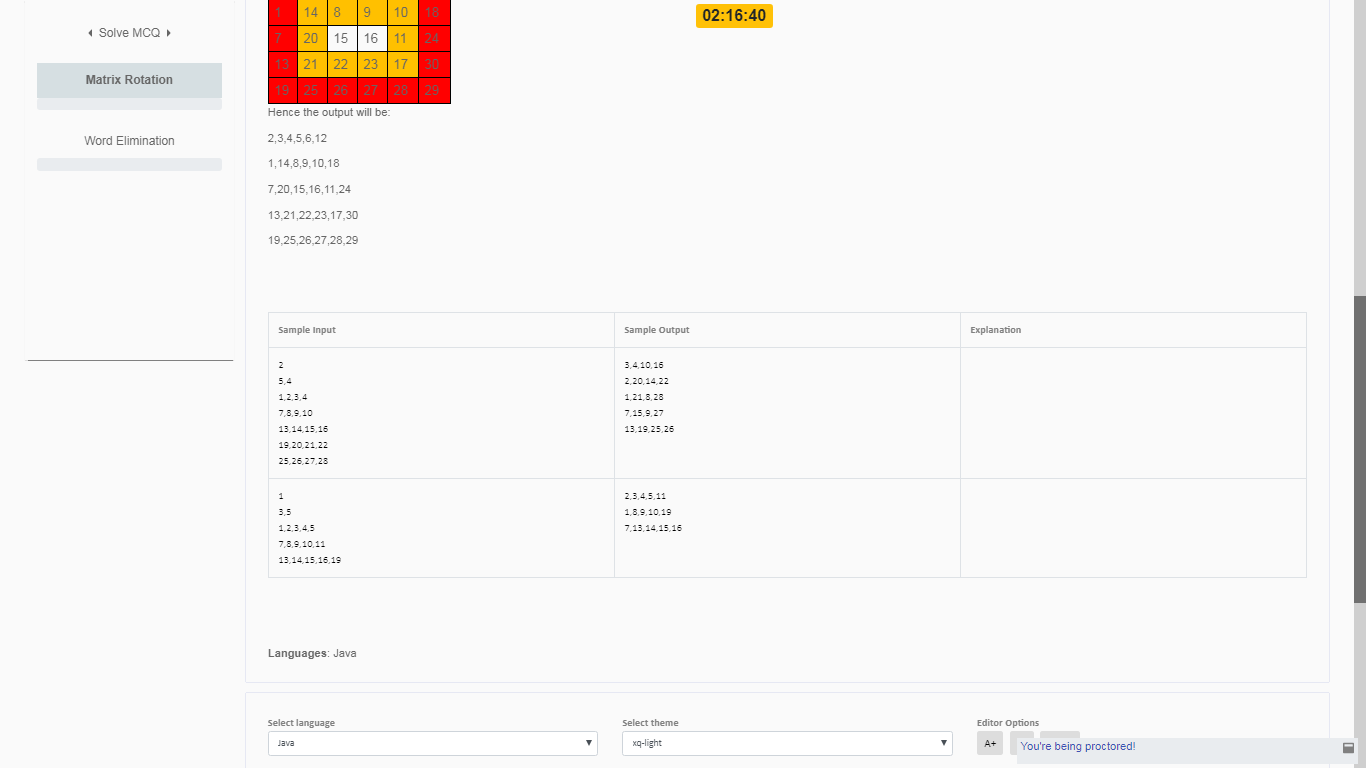 02:16:40
Solve MCQ
Matrix Rotation
Word Elimination
1 14 8 9 10 18
7 20 15 16 11 24
13 21 22 23 17 30
19 25 26 27 28 29
Hence the output will be:
2,3,4,5,6,12
1,14,8,9,10,18
7,20,15,16,11,24
13,21,22,23,17,30
19,25,26,27,28,29
Sample Input
Sample Output
Explanation
2
5,4
1,2,3,4
7,8,9,10
13,14,15,16
19,20,21,22
25,26,27,28
3,4,10,16
2,20,14,22
1,21,8,28
7,15,9,27
13,19,25,26
1
3,5
1,2,3,4,5
7,8,9,10,11
13,14,15,16,19
2,3,4,5,11
1,8,9,10,19
7,13,14,15,16
Languages: Java
Select language
Java
Select theme
xq-light
Editor Options
A+
You're being proctored!